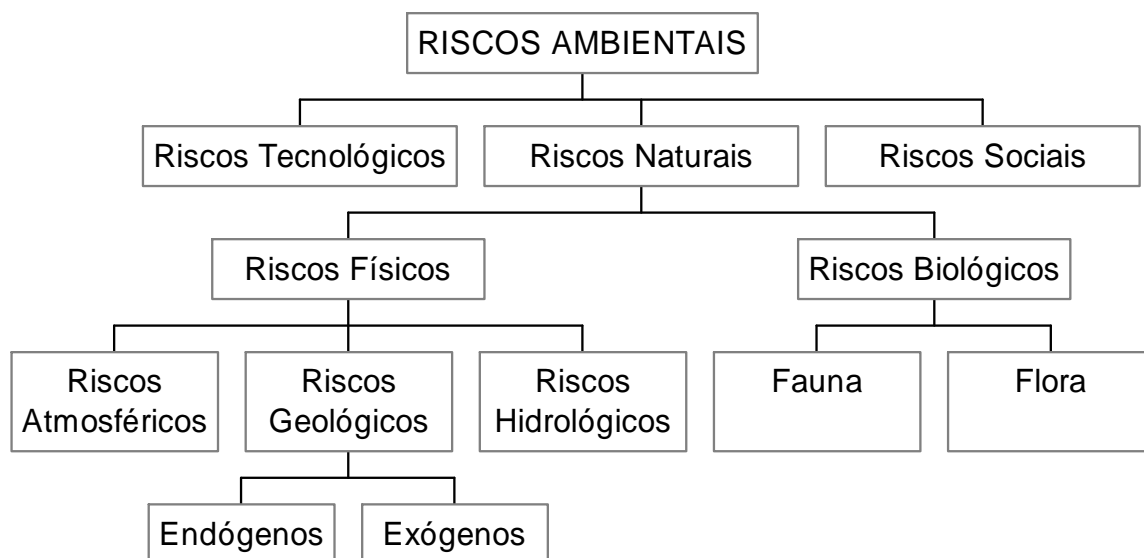 RISCOS AMBIENTAIS
Riscos Tecnológicos
Riscos Naturais
Riscos Sociais
Riscos Físicos
Riscos Biológicos
Riscos
Atmosféricos
Riscos
Geológicos
Riscos
Hidrológicos
Fauna
Flora
Endógenos
Exógenos